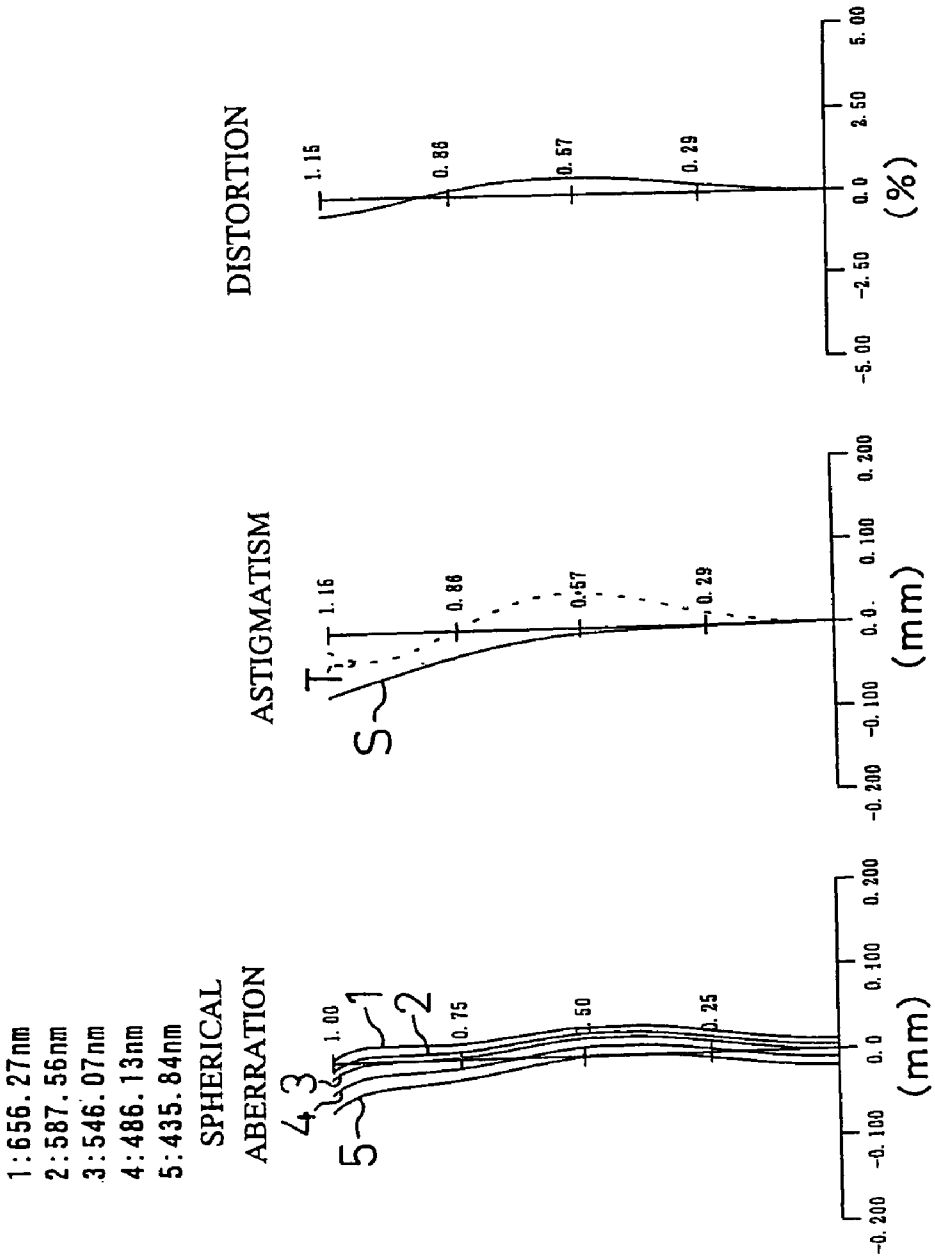 1:656.27nm
2:587.56nm
3:546.07nm
4:486.13nm
5:435.84nm
SPHERICAL
ABERRATION
1.00
0.75
.50
0.25
1
2
3
4
5
-0.200
-0.100
0.0
0.100
0.200
(mm)
ASTIGMATISM
1.15
0.86
0.57
0.29
T
S
-0.200
-0.100
0.0
0.100
0.200
(mm)
DISTORTION
1.15
0.86
0.57
0.29
-5.00
-2.50
0.0
2.50
5.00
(%)